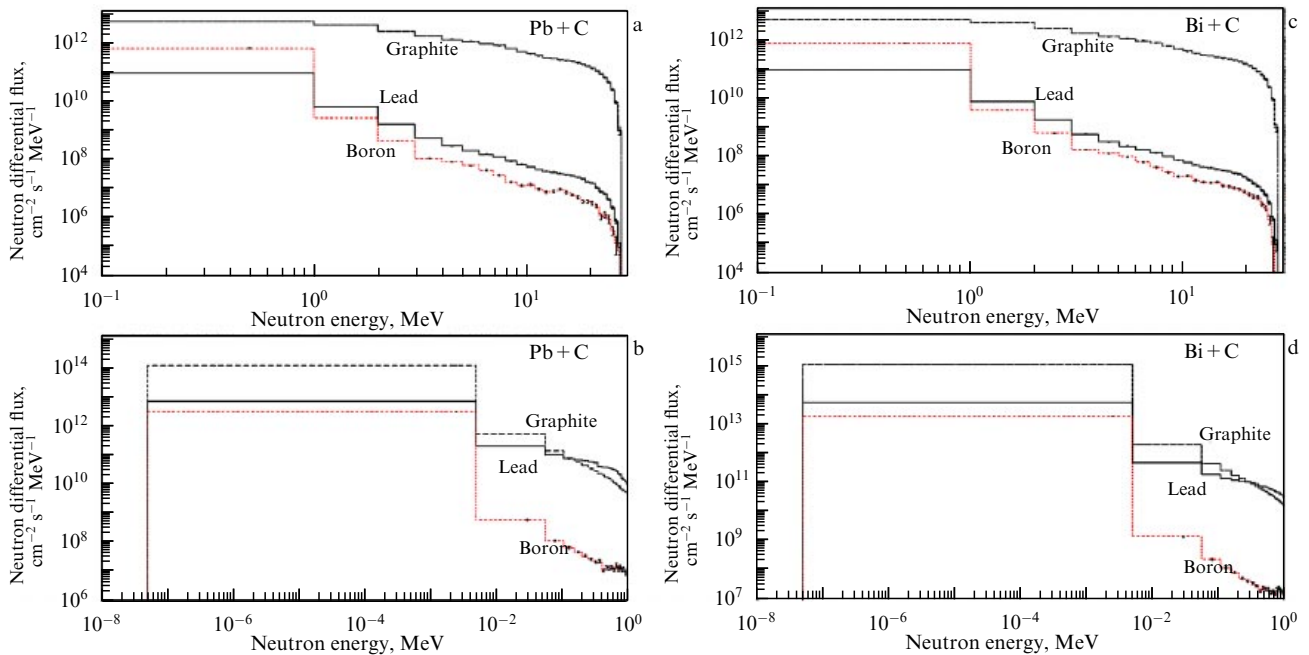 Pb + C
a
Neutron differential flux,
cm⁻² s⁻¹ MeV⁻¹
10¹²
10¹⁰
10⁸
10⁶
10⁴
Graphite
Lead
Boron
10⁻¹
10⁰
10¹
Neutron energy, MeV
Bi + C
c
Neutron differential flux,
cm⁻² s⁻¹ MeV⁻¹
10¹²
10¹⁰
10⁸
10⁶
10⁴
Graphite
Lead
Boron
10⁻¹
10⁰
10¹
Neutron energy, MeV
Pb + C
b
Neutron differential flux,
cm⁻² s⁻¹ MeV⁻¹
10¹⁴
10¹²
10¹⁰
10⁸
10⁶
Graphite
Lead
Boron
10⁻⁸
10⁻⁶
10⁻⁴
10⁻²
10⁰
Neutron energy, MeV
Bi + C
d
Neutron differential flux,
cm⁻² s⁻¹ MeV⁻¹
10¹⁵
10¹³
10¹¹
10⁹
10⁷
Graphite
Lead
Boron
10⁻⁸
10⁻⁶
10⁻⁴
10⁻²
10⁰
Neutron energy, MeV